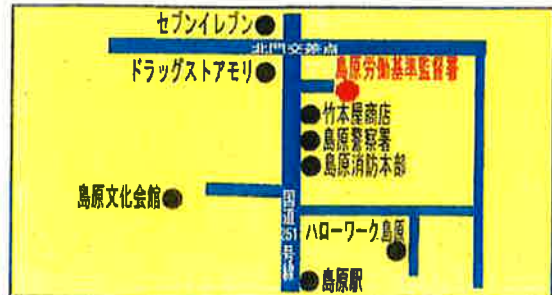 セブンイレブン
北門交差点
ドラッグストアモリ
島原労働基準監督署
竹本屋商店
島原警察署
島原消防本部
島原文化会館
国道251号線
ハローワーク島原
島原駅